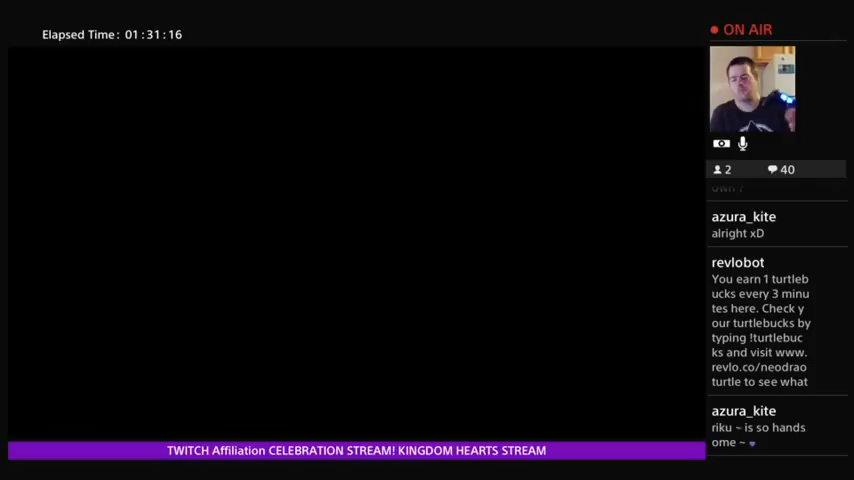 Elapsed Time: 01:31:16
ON AIR
2 40
own ?
azura_kite
alright xD
revlobot
You earn 1 turtleb
ucks every 3 minu
tes here. Check y
our turtlebucks by
typing !turtlebuc
ks and visit www.
revlo.co/neodrao
turtle to see what
azura_kite
riku ~ is so hands
ome ~
TWITCH Affiliation CELEBRATION STREAM! KINGDOM HEARTS STREAM